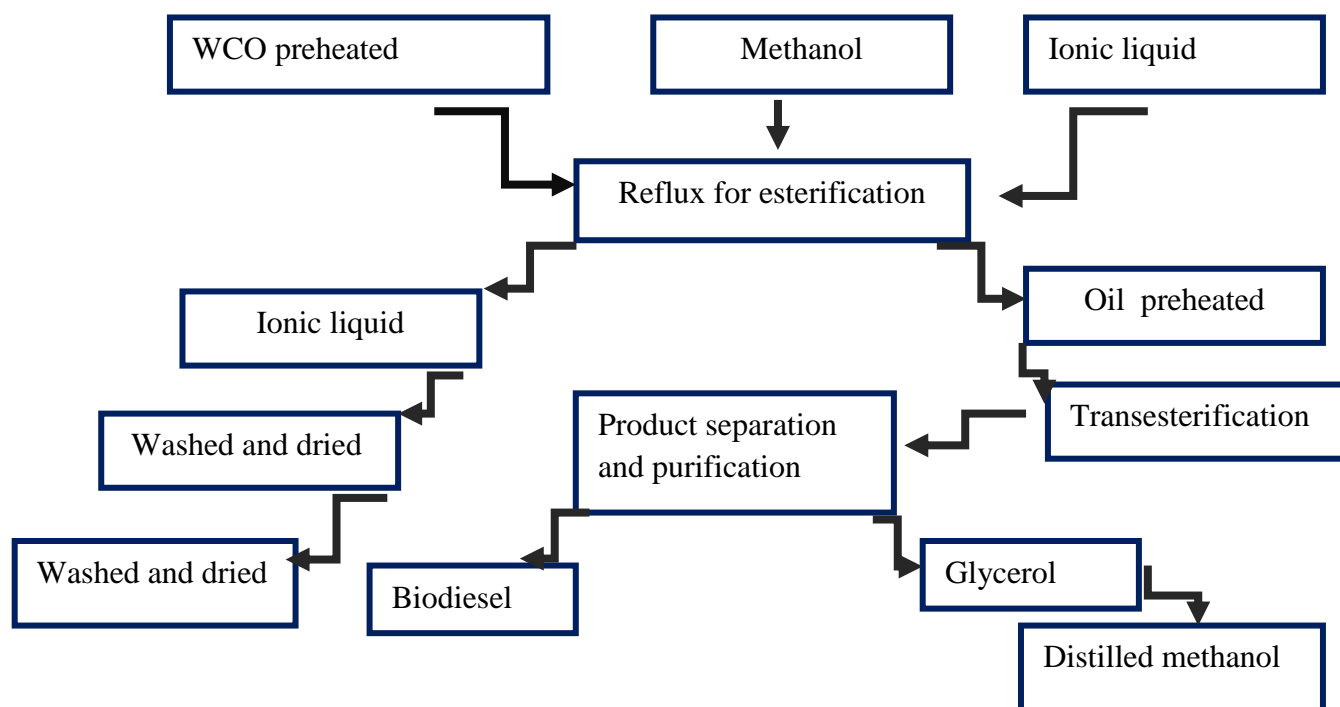 WCO preheated
Methanol
Ionic liquid
Reflux for esterification
Ionic liquid
Oil preheated
Washed and dried
Product separation
and purification
Transesterification
Washed and dried
Biodiesel
Glycerol
Distilled methanol